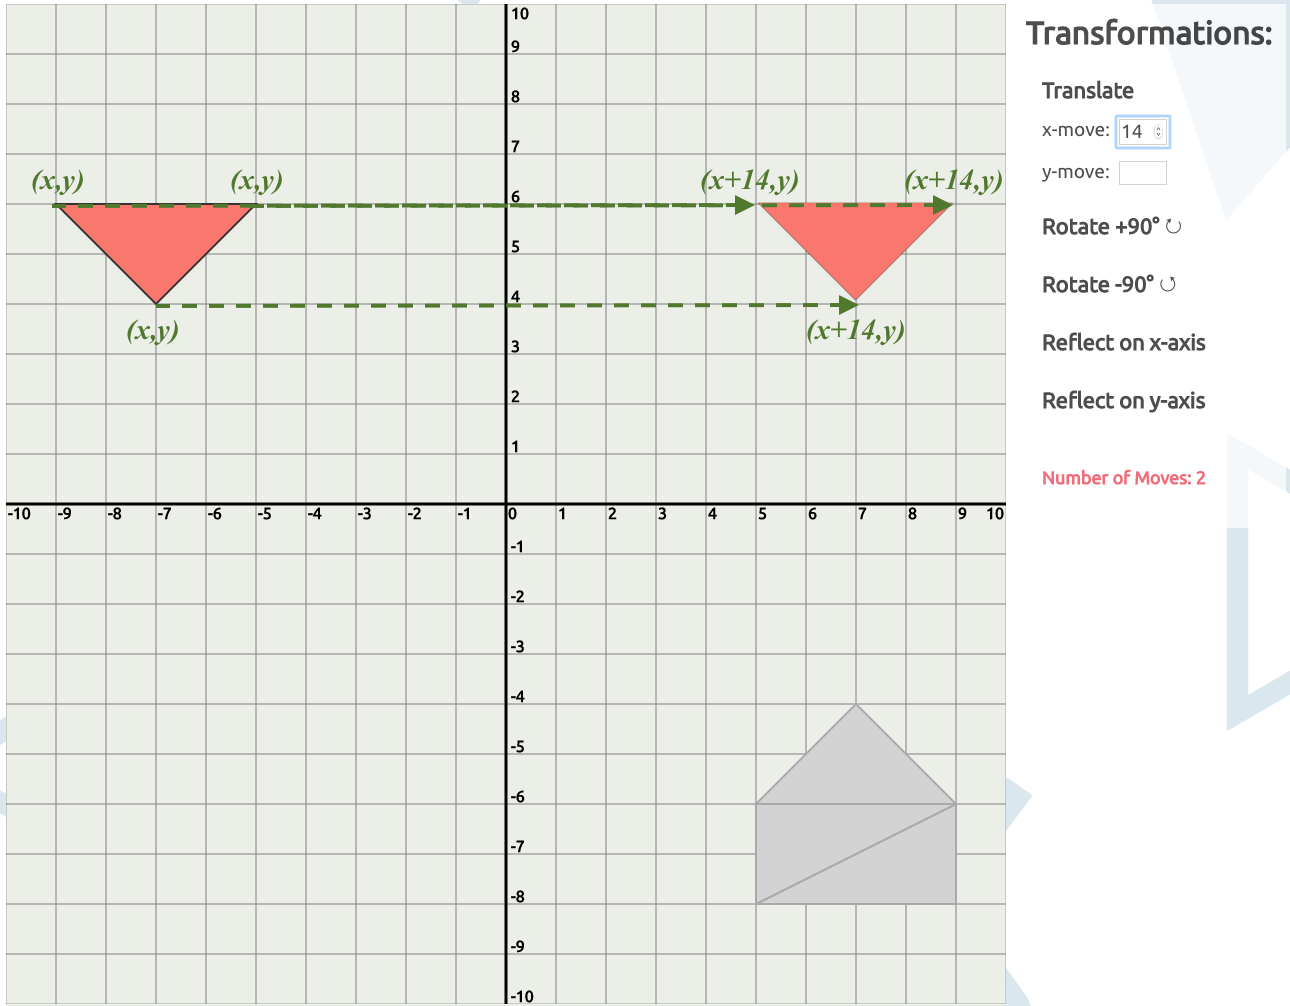 10
9
8
7
(x,y) (x,y) (x+14,y) (x+14,y)
6
5
4
(x,y) (x+14,y)
3
2
1
-10 -9 -8 -7 -6 -5 -4 -3 -2 -1 0 1 2 3 4 5 6 7 8 9 10
-1
-2
-3
-4
-5
-6
-7
-8
-9
-10
Transformations:
Translate
x-move: 14
y-move:
Rotate +90° ↻
Rotate -90° ↺
Reflect on x-axis
Reflect on y-axis
Number of Moves: 2